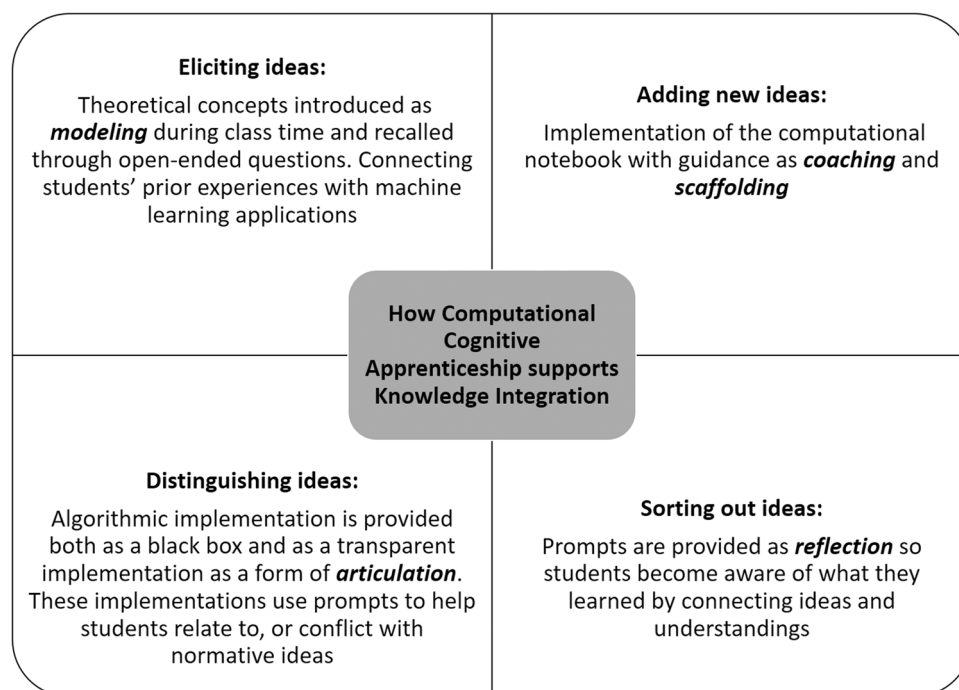 Eliciting ideas:
Theoretical concepts introduced as
modeling during class time and recalled
through open-ended questions. Connecting
students’ prior experiences with machine
learning applications
Adding new ideas:
Implementation of the computational
notebook with guidance as coaching and
scaffolding
How Computational
Cognitive
Apprenticeship supports
Knowledge Integration
Distinguishing ideas:
Algorithmic implementation is provided
both as a black box and as a transparent
implementation as a form of articulation.
These implementations use prompts to help
students relate to, or conflict with
normative ideas
Sorting out ideas:
Prompts are provided as reflection so
students become aware of what they
learned by connecting ideas and
understandings